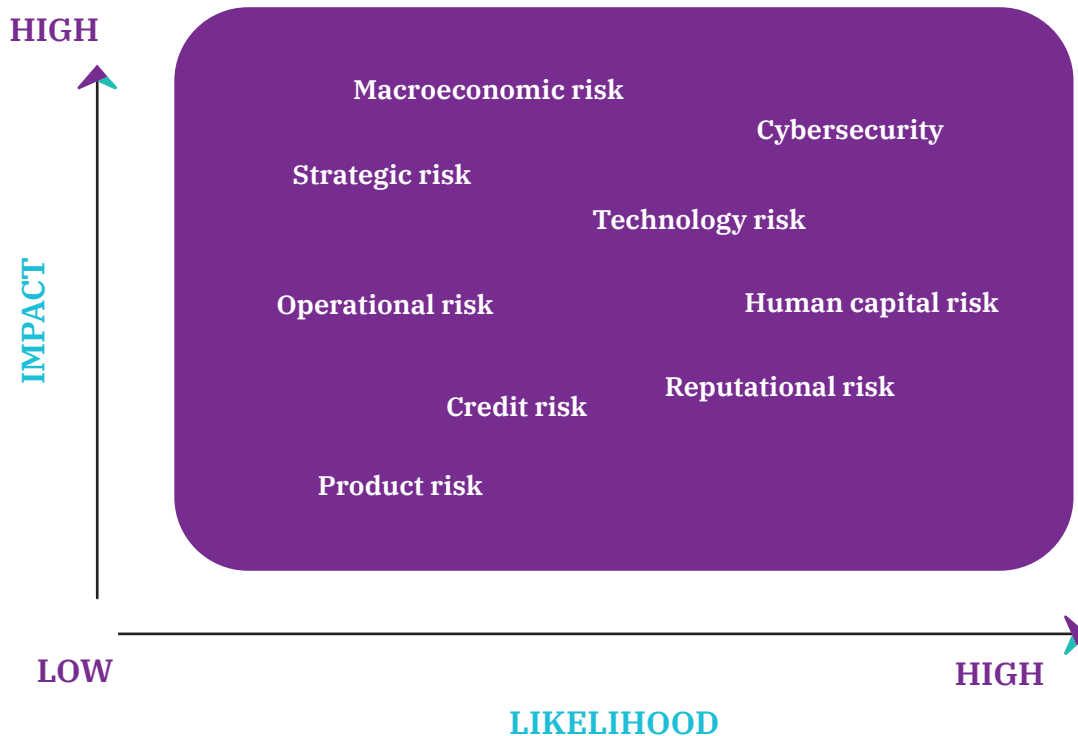 HIGH
Macroeconomic risk
Cybersecurity
Strategic risk
Technology risk
IMPACT
Operational risk
Human capital risk
Reputational risk
Credit risk
Product risk
LOW
HIGH
LIKELIHOOD